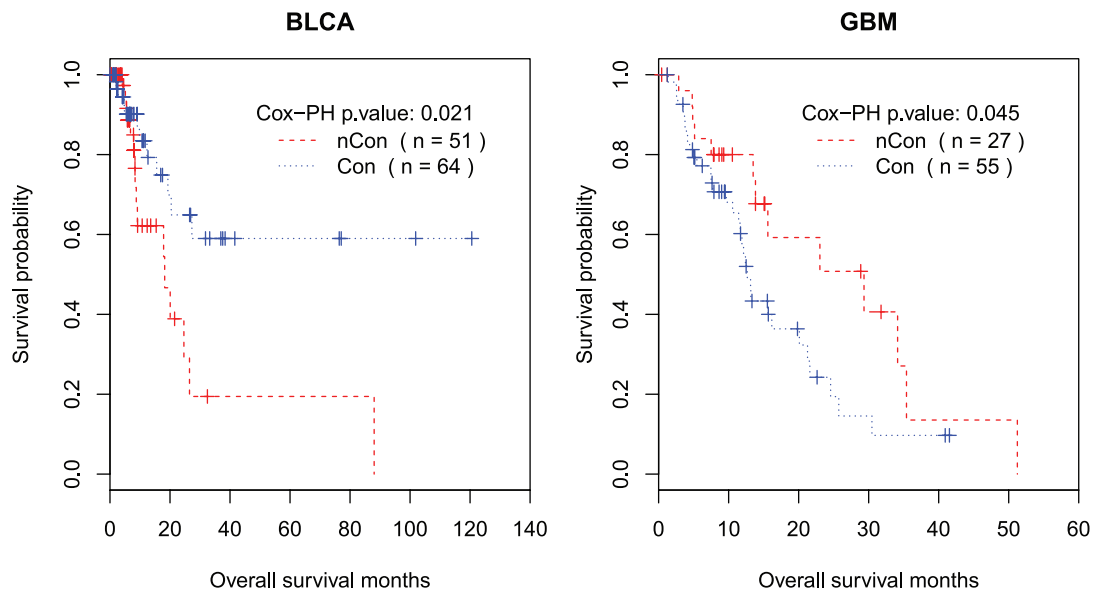 BLCA
Cox−PH p.value: 0.021
nCon ( n = 51 )
Con ( n = 64 )
Survival probability
0.0
0.2
0.4
0.6
0.8
1.0
0 20 40 60 80 100 120 140
Overall survival months
GBM
Cox−PH p.value: 0.045
nCon ( n = 27 )
Con ( n = 55 )
Survival probability
0.0
0.2
0.4
0.6
0.8
1.0
0 10 20 30 40 50 60
Overall survival months